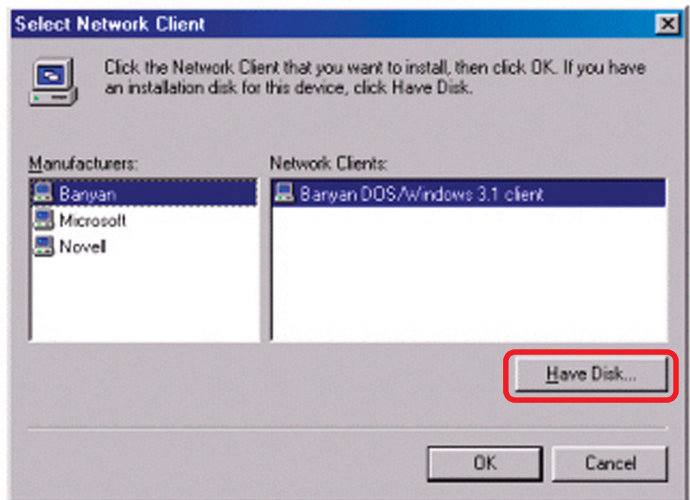 Select Network Client
Click the Network Client that you want to install, then click OK. If you have
an installation disk for this device, click Have Disk.
Manufacturers:
Network Clients:
Banyan
Microsoft
Novell
Banyan DOS/Windows 3.1 client
Have Disk...
OK
Cancel